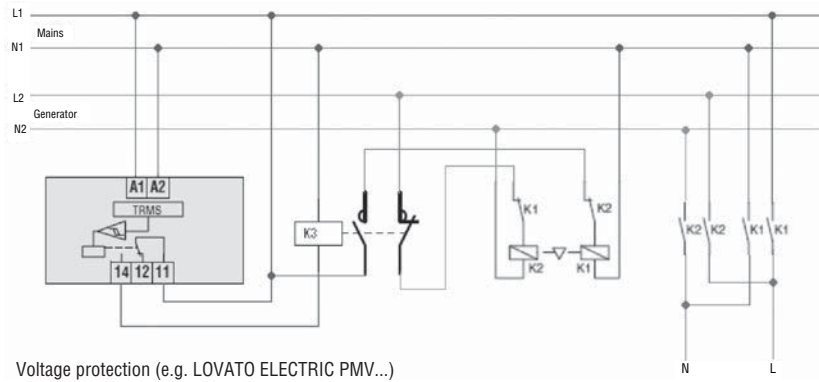 L1
Mains
N1
L2
Generator
N2
A1 A2
TRMS
14 12 11
K3
K1
K2
K2
K1
K2 K2 K1 K1
Voltage protection (e.g. LOVATO ELECTRIC PMV...)
N L